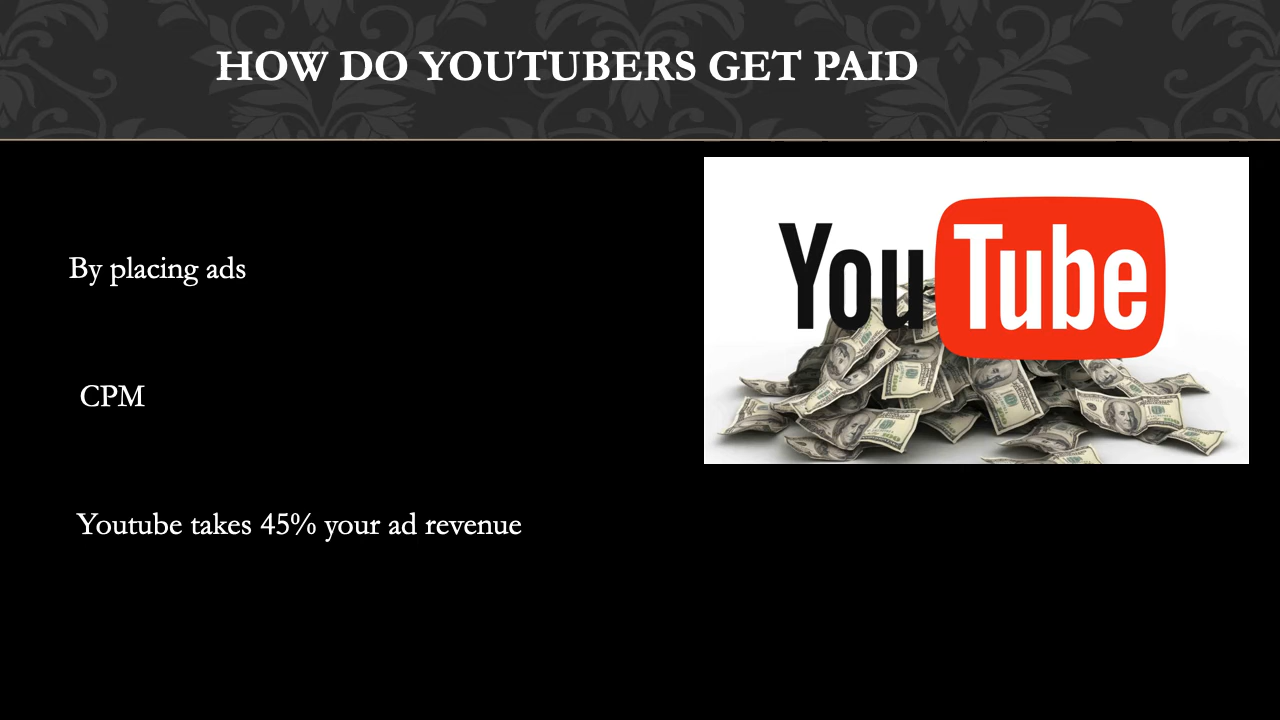 HOW DO YOUTUBERS GET PAID
By placing ads
YouTube
CPM
Youtube takes 45% your ad revenue